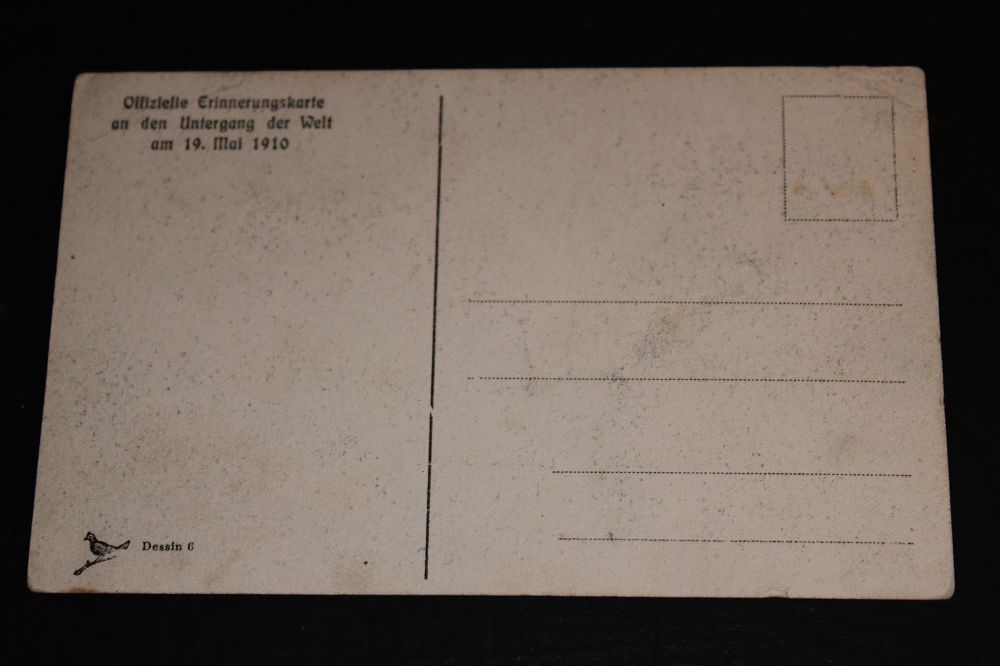 Offizielle Erinnerungskarte
an den Untergang der Welt
am 19. Mai 1910
Dessin 6